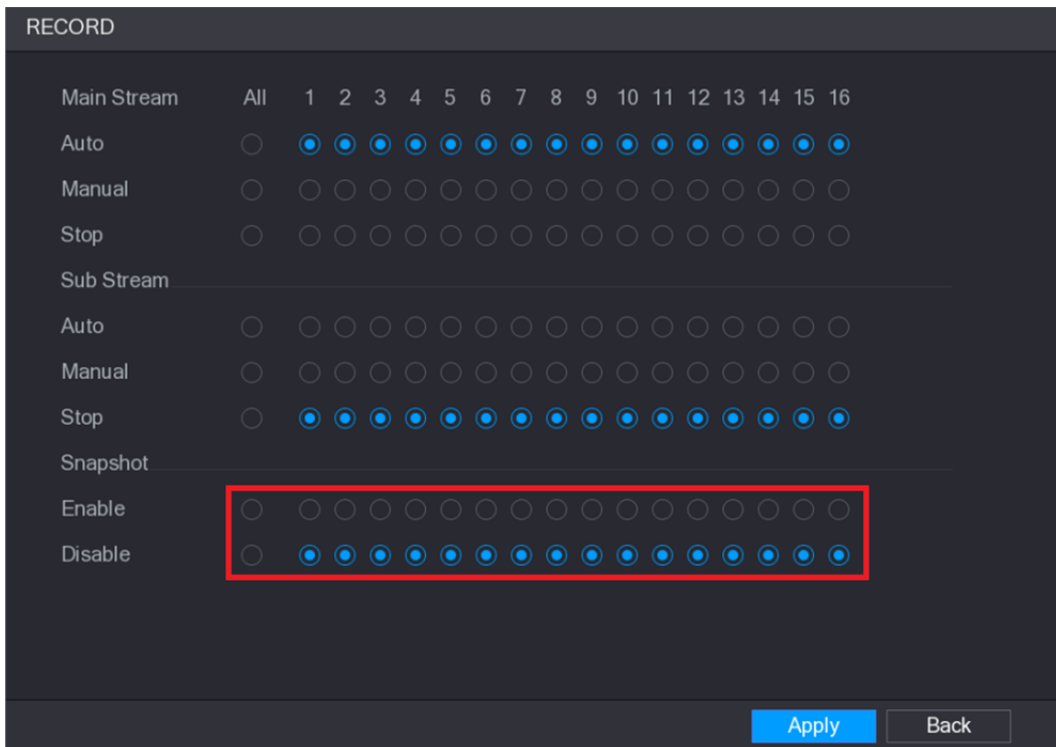 RECORD
Main Stream All 1 2 3 4 5 6 7 8 9 10 11 12 13 14 15 16
Auto
Manual
Stop
Sub Stream
Auto
Manual
Stop
Snapshot
Enable
Disable
Apply Back